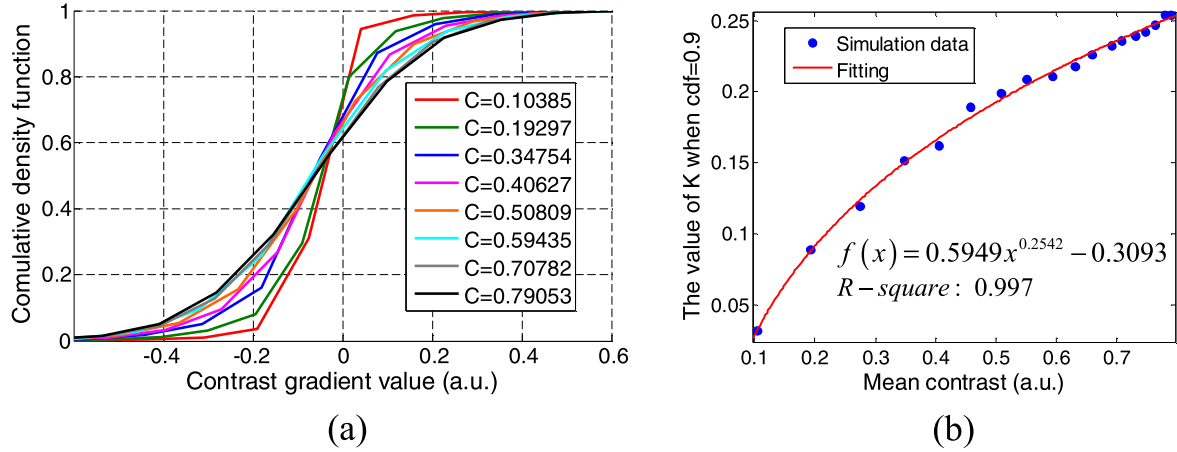 Comulative density function
1
0.8
0.6
0.4
0.2
0
-0.4
-0.2
0
0.2
0.4
0.6
Contrast gradient value (a.u.)
C=0.10385
C=0.19297
C=0.34754
C=0.40627
C=0.50809
C=0.59435
C=0.70782
C=0.79053
(a)
The value of K when cdf=0.9
0.25
0.2
0.15
0.1
0.05
0.1
0.2
0.3
0.4
0.5
0.6
0.7
Mean contrast (a.u.)
Simulation data
Fitting
f(x)=0.5949x^0.2542−0.3093
R−square: 0.997
(b)